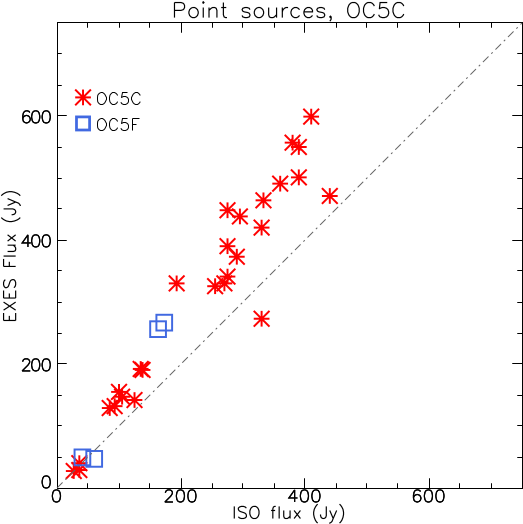 Point sources, OC5C
OC5C
OC5F
600
400
200
0
EXES Flux (Jy)
0 200 400 600
ISO flux (Jy)